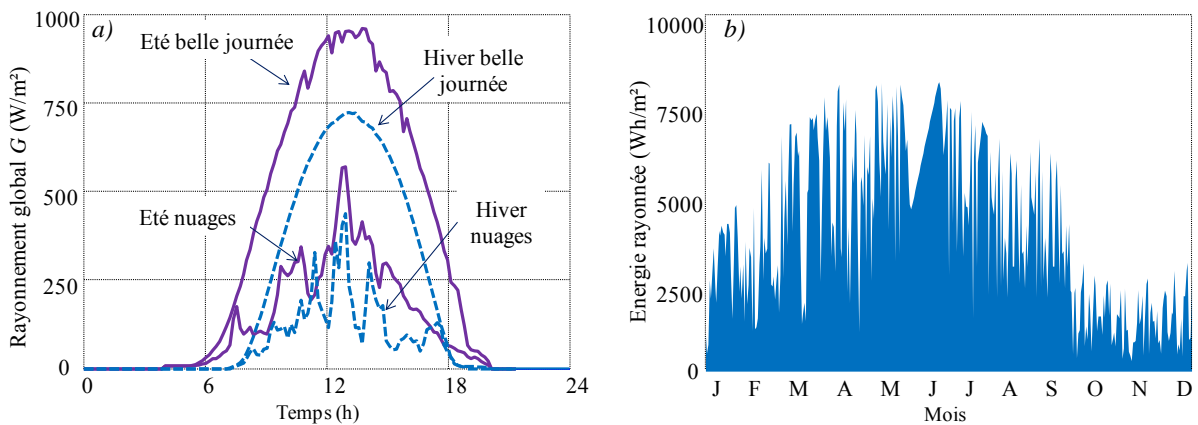 a)
Rayonnement global G (W/m²)
1000
750
500
250
0
Eté belle journée
Hiver belle
journée
Eté nuages
Hiver
nuages
0 6 12 18 24
Temps (h)
b)
Energie rayonnée (Wh/m²)
10000
7500
5000
2500
0
J F M A M J J A S O N D
Mois